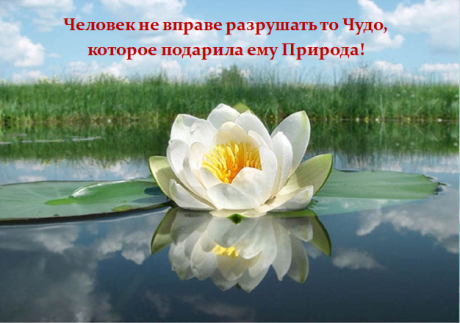 Человек не вправе разрушать то Чудо,
которое подарила ему Природа!